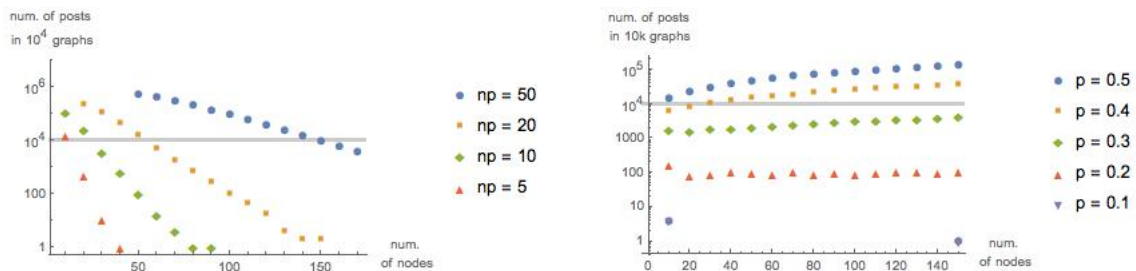 num. of posts
in 10^4 graphs
10^6
10^4
100
1
50
100
150
num.
of nodes
np = 50
np = 20
np = 10
np = 5
num. of posts
in 10k graphs
10^5
10^4
1000
100
10
1
0
20
40
60
80
100
120
140
num.
of nodes
p = 0.5
p = 0.4
p = 0.3
p = 0.2
p = 0.1